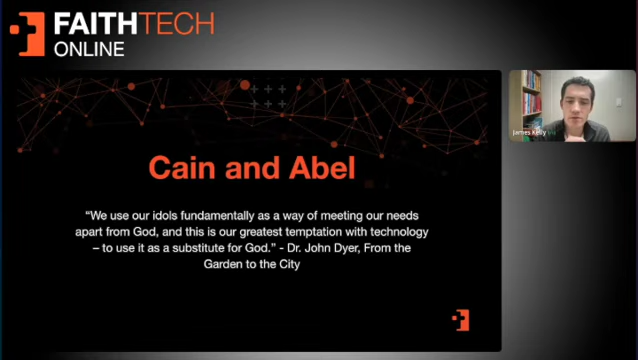 FAITHTECH
ONLINE
Cain and Abel
“We use our idols fundamentally as a way of meeting our needs
apart from God, and this is our greatest temptation with technology
– to use it as a substitute for God.” - Dr. John Dyer, From the
Garden to the City
James Kelly